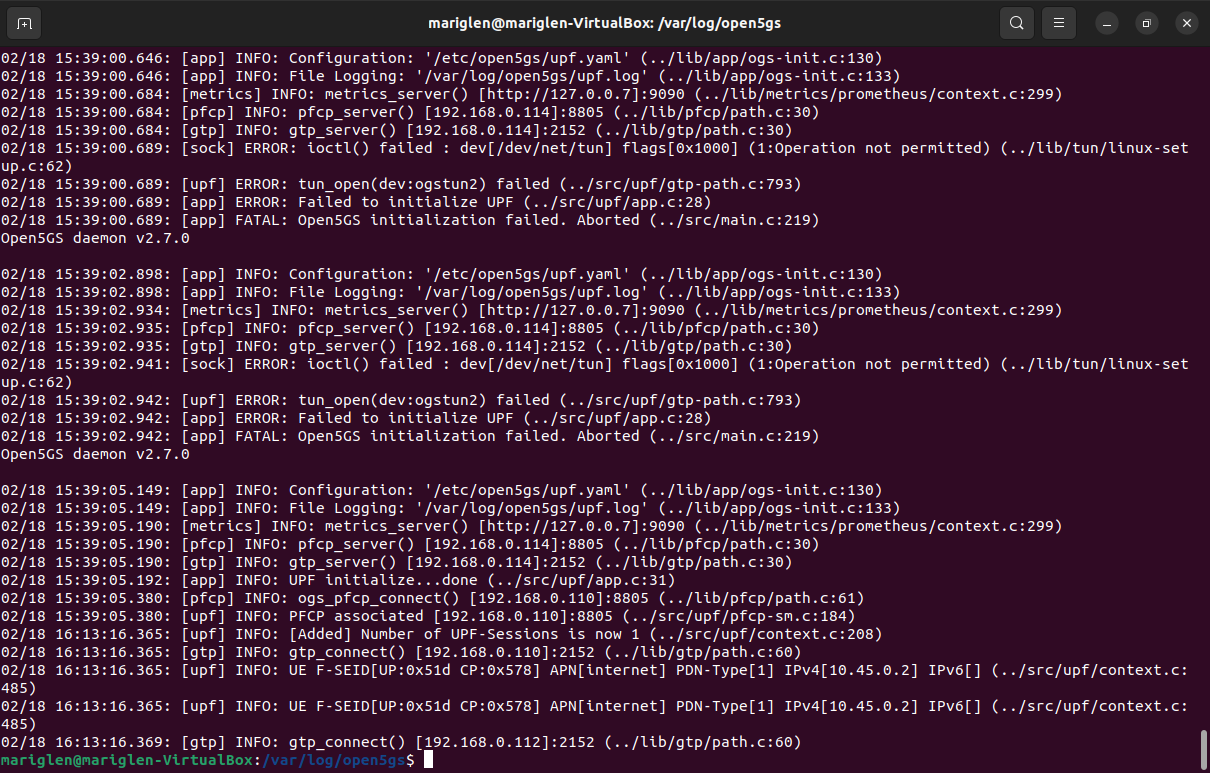 mariglen@mariglen-VirtualBox: /var/log/open5gs
02/18 15:39:00.646: [app] INFO: Configuration: '/etc/open5gs/upf.yaml' (../lib/app/ogs-init.c:130)
02/18 15:39:00.646: [app] INFO: File Logging: '/var/log/open5gs/upf.log' (../lib/app/ogs-init.c:133)
02/18 15:39:00.684: [metrics] INFO: metrics_server() [http://127.0.0.7]:9090 (../lib/metrics/prometheus/context.c:299)
02/18 15:39:00.684: [pfcp] INFO: pfcp_server() [192.168.0.114]:8805 (../lib/pfcp/path.c:30)
02/18 15:39:00.684: [gtp] INFO: gtp_server() [192.168.0.114]:2152 (../lib/gtp/path.c:30)
02/18 15:39:00.689: [sock] ERROR: ioctl() failed : dev[/dev/net/tun] flags[0x1000] (1:Operation not permitted) (../lib/tun/linux-set
up.c:62)
02/18 15:39:00.689: [upf] ERROR: tun_open(dev:ogstun2) failed (../src/upf/gtp-path.c:793)
02/18 15:39:00.689: [app] ERROR: Failed to initialize UPF (../src/upf/app.c:28)
02/18 15:39:00.689: [app] FATAL: Open5GS initialization failed. Aborted (../src/main.c:219)
Open5GS daemon v2.7.0
02/18 15:39:02.898: [app] INFO: Configuration: '/etc/open5gs/upf.yaml' (../lib/app/ogs-init.c:130)
02/18 15:39:02.898: [app] INFO: File Logging: '/var/log/open5gs/upf.log' (../lib/app/ogs-init.c:133)
02/18 15:39:02.934: [metrics] INFO: metrics_server() [http://127.0.0.7]:9090 (../lib/metrics/prometheus/context.c:299)
02/18 15:39:02.935: [pfcp] INFO: pfcp_server() [192.168.0.114]:8805 (../lib/pfcp/path.c:30)
02/18 15:39:02.935: [gtp] INFO: gtp_server() [192.168.0.114]:2152 (../lib/gtp/path.c:30)
02/18 15:39:02.941: [sock] ERROR: ioctl() failed : dev[/dev/net/tun] flags[0x1000] (1:Operation not permitted) (../lib/tun/linux-set
up.c:62)
02/18 15:39:02.942: [upf] ERROR: tun_open(dev:ogstun2) failed (../src/upf/gtp-path.c:793)
02/18 15:39:02.942: [app] ERROR: Failed to initialize UPF (../src/upf/app.c:28)
02/18 15:39:02.942: [app] FATAL: Open5GS initialization failed. Aborted (../src/main.c:219)
Open5GS daemon v2.7.0
02/18 15:39:05.149: [app] INFO: Configuration: '/etc/open5gs/upf.yaml' (../lib/app/ogs-init.c:130)
02/18 15:39:05.149: [app] INFO: File Logging: '/var/log/open5gs/upf.log' (../lib/app/ogs-init.c:133)
02/18 15:39:05.190: [metrics] INFO: metrics_server() [http://127.0.0.7]:9090 (../lib/metrics/prometheus/context.c:299)
02/18 15:39:05.190: [pfcp] INFO: pfcp_server() [192.168.0.114]:8805 (../lib/pfcp/path.c:30)
02/18 15:39:05.190: [gtp] INFO: gtp_server() [192.168.0.114]:2152 (../lib/gtp/path.c:30)
02/18 15:39:05.192: [app] INFO: UPF initialize...done (../src/upf/app.c:31)
02/18 15:39:05.380: [pfcp] INFO: ogs_pfcp_connect() [192.168.0.110]:8805 (../lib/pfcp/path.c:61)
02/18 15:39:05.380: [upf] INFO: PFCP associated [192.168.0.110]:8805 (../src/upf/pfcp-sm.c:184)
02/18 16:13:16.365: [upf] INFO: [Added] Number of UPF-Sessions is now 1 (../src/upf/context.c:208)
02/18 16:13:16.365: [gtp] INFO: gtp_connect() [192.168.0.110]:2152 (../lib/gtp/path.c:60)
02/18 16:13:16.365: [upf] INFO: UE F-SEID[UP:0x51d CP:0x578] APN[internet] PDN-Type[1] IPv4[10.45.0.2] IPv6[] (../src/upf/context.c:
485)
02/18 16:13:16.365: [upf] INFO: UE F-SEID[UP:0x51d CP:0x578] APN[internet] PDN-Type[1] IPv4[10.45.0.2] IPv6[] (../src/upf/context.c:
485)
02/18 16:13:16.369: [gtp] INFO: gtp_connect() [192.168.0.112]:2152 (../lib/gtp/path.c:60)
mariglen@mariglen-VirtualBox:/var/log/open5gs$